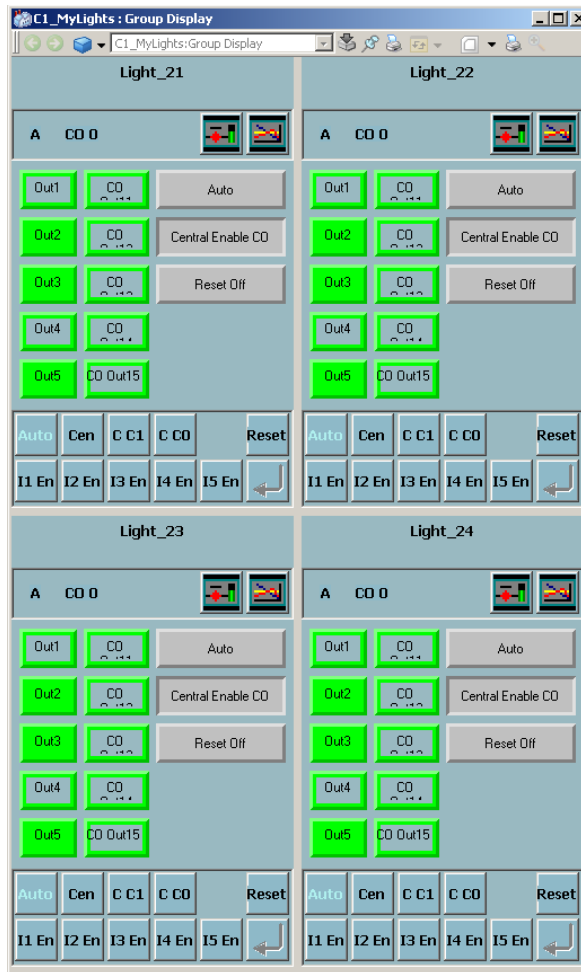 C1_MyLights : Group Display
C1_MyLights:Group Display
Light_21
A CO 0
Out1 CO Auto
Out2 CO Central Enable CO
Out3 CO Reset Off
Out4 CO
Out5 CO Out15
Auto Cen C C1 C C0 Reset
I1 En I2 En I3 En I4 En I5 En
Light_22
A CO 0
Out1 CO Auto
Out2 CO Central Enable CO
Out3 CO Reset Off
Out4 CO
Out5 CO Out15
Auto Cen C C1 C C0 Reset
I1 En I2 En I3 En I4 En I5 En
Light_23
A CO 0
Out1 CO Auto
Out2 CO Central Enable CO
Out3 CO Reset Off
Out4 CO
Out5 CO Out15
Auto Cen C C1 C C0 Reset
I1 En I2 En I3 En I4 En I5 En
Light_24
A CO 0
Out1 CO Auto
Out2 CO Central Enable CO
Out3 CO Reset Off
Out4 CO
Out5 CO Out15
Auto Cen C C1 C C0 Reset
I1 En I2 En I3 En I4 En I5 En